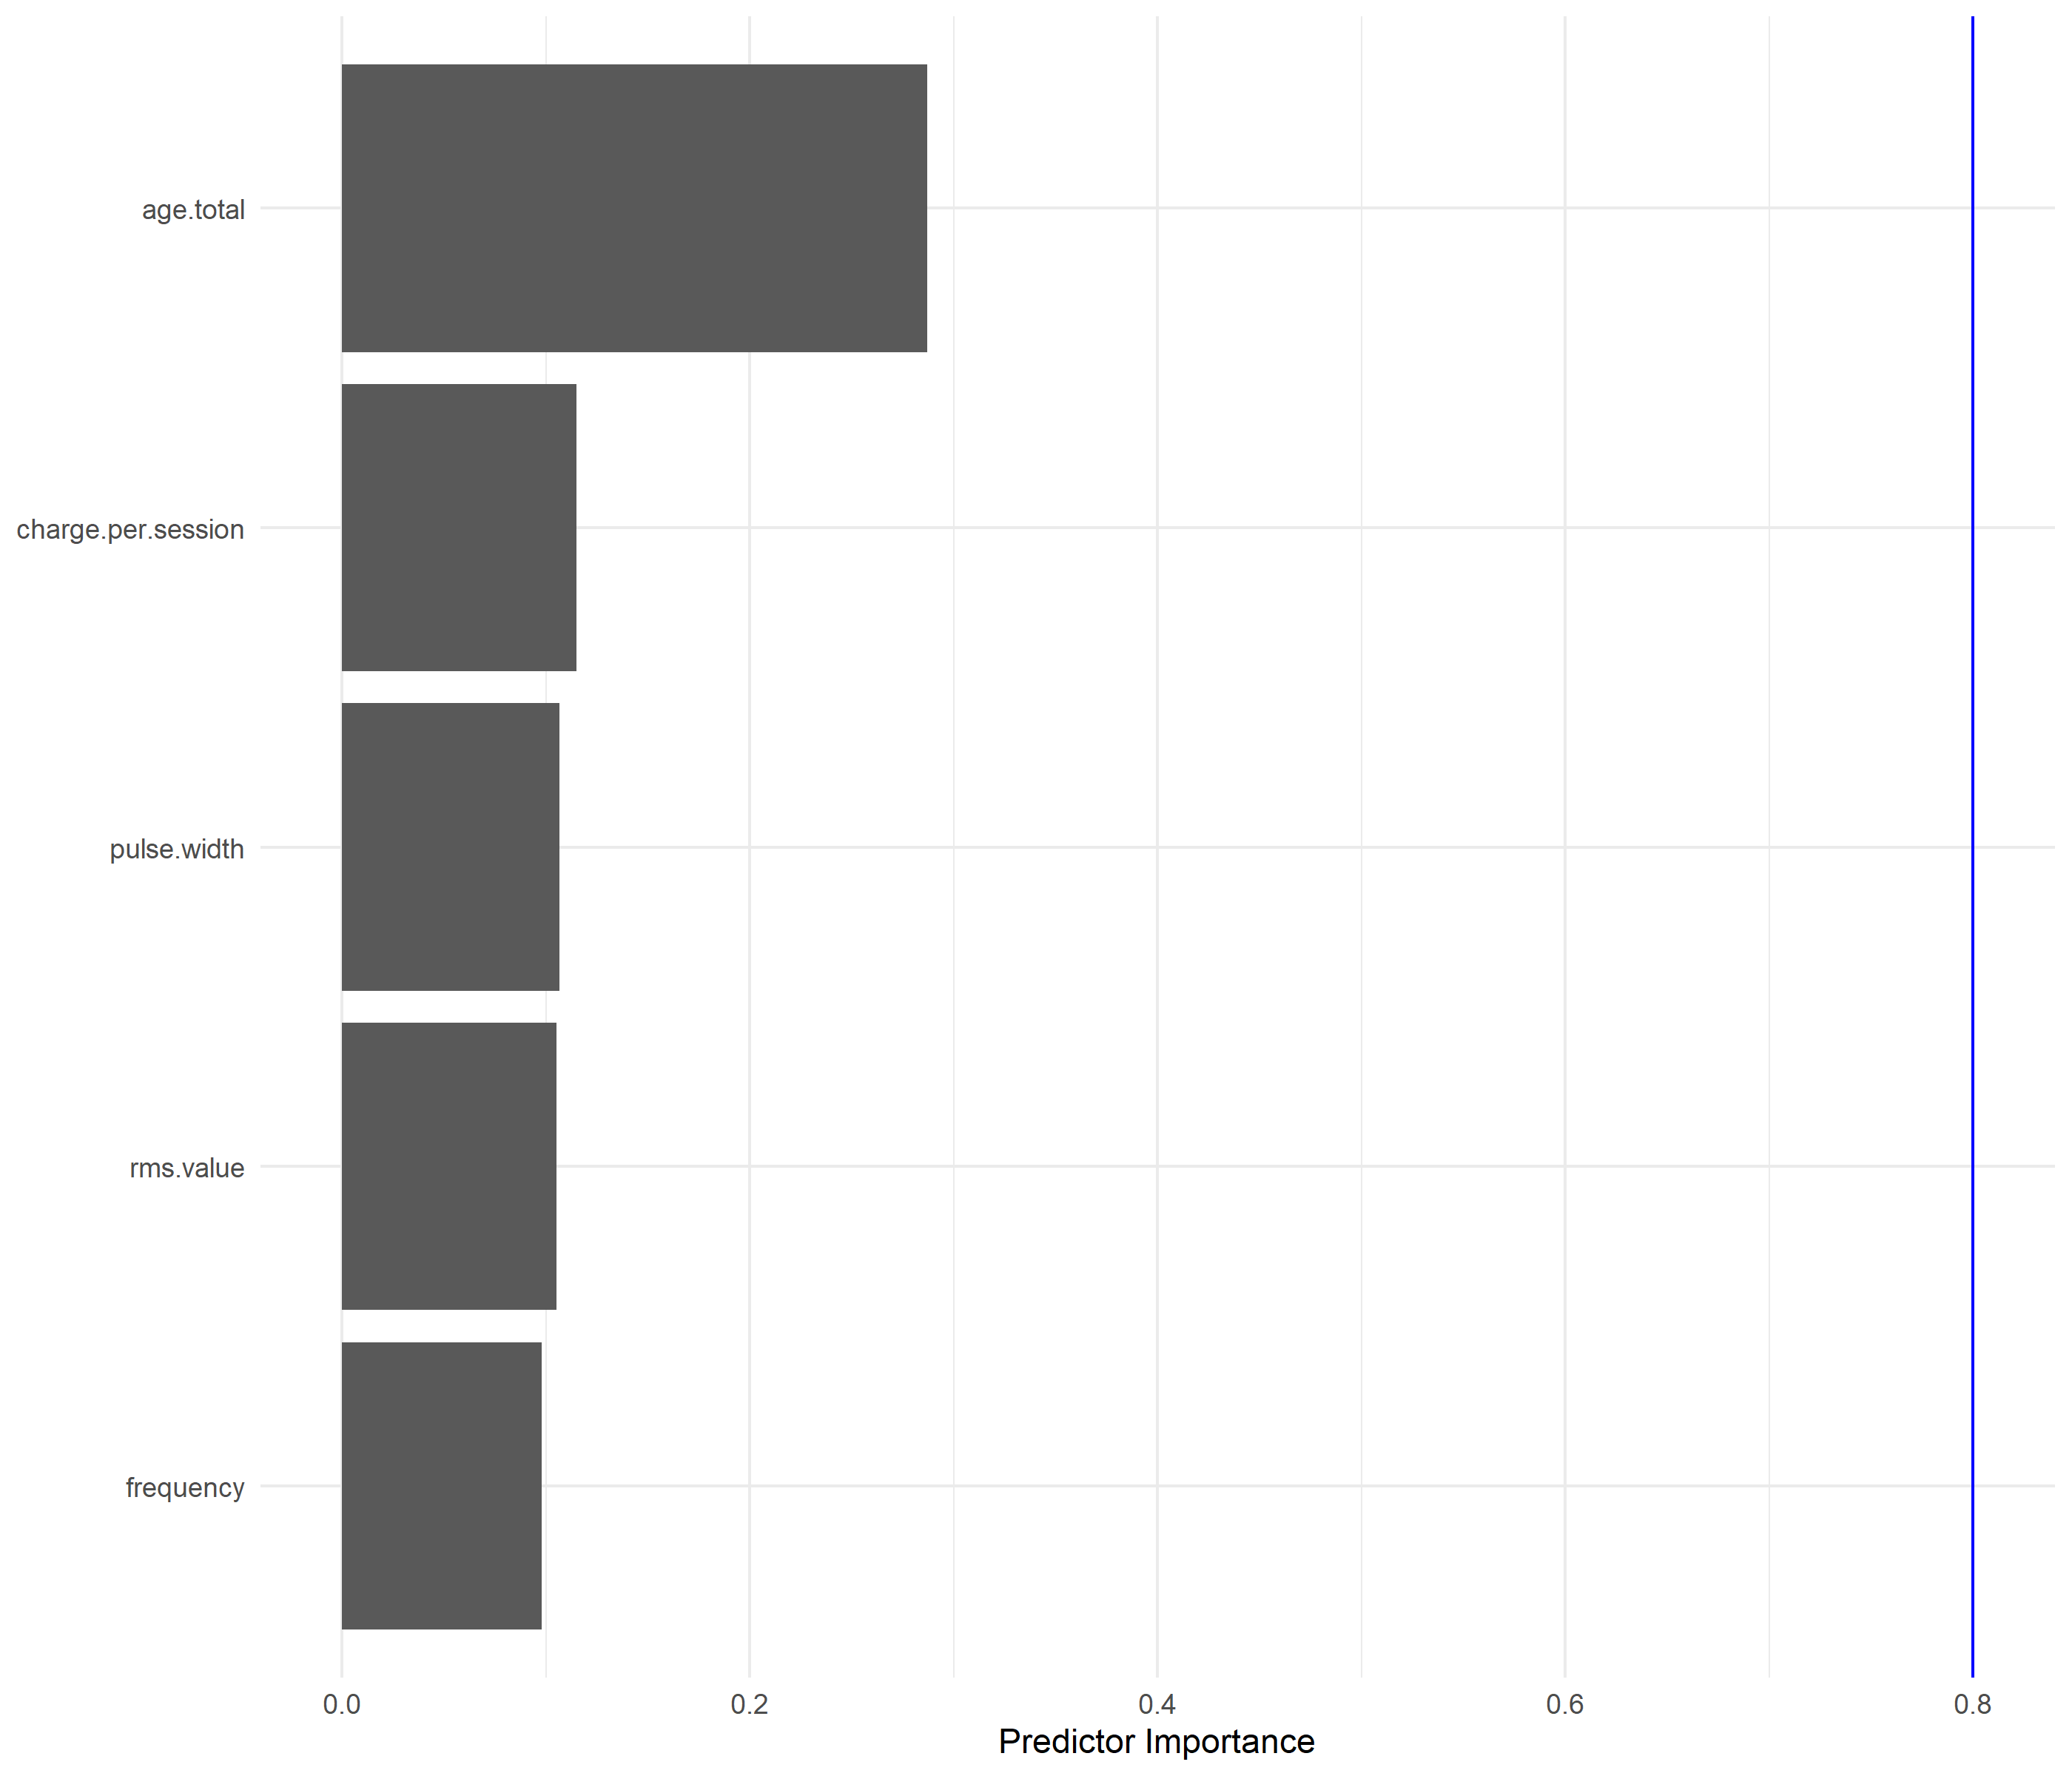 age.total
charge.per.session
pulse.width
rms.value
frequency
0.0 0.2 0.4 0.6 0.8
Predictor Importance